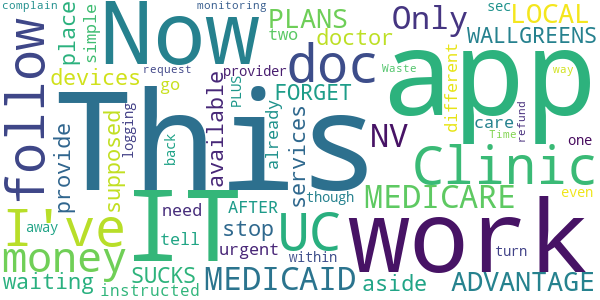 complain
monitoring
sec
LOCAL
follow
place
simple
Now
PLANS
two
Only
WALLGREENS
devices
request
provider
doc
doctor
Waste
app
different
way
go
PLUS
FORGET
This
available
already
care
Time
refund
one
provide
supposed
logging
back
services
NV
Clinic
I've
IT
need
AFTER
though
MEDICARE
work
even
money
away
tell
urgent
stop
UC
within
turn
waiting
SUCKS
instructed
MEDICAID
aside
ADVANTAGE